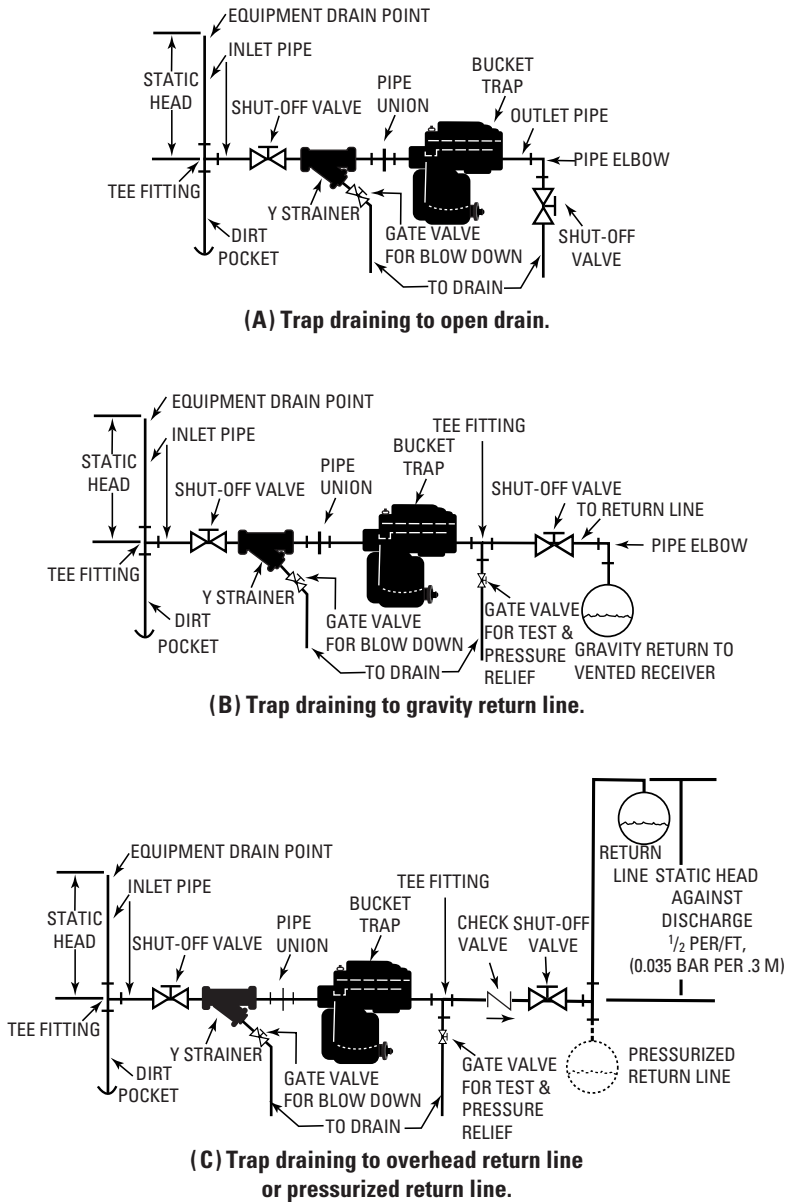 EQUIPMENT DRAIN POINT
INLET PIPE
STATIC
HEAD
SHUT-OFF VALVE
PIPE
UNION
BUCKET
TRAP
OUTLET PIPE
PIPE ELBOW
TEE FITTING
Y STRAINER
DIRT
POCKET
GATE VALVE
FOR BLOW DOWN
SHUT-OFF
VALVE
TO DRAIN
(A) Trap draining to open drain.
EQUIPMENT DRAIN POINT
INLET PIPE
STATIC
HEAD
SHUT-OFF VALVE
PIPE
UNION
BUCKET
TRAP
TEE FITTING
SHUT-OFF VALVE
TO RETURN LINE
PIPE ELBOW
TEE FITTING
Y STRAINER
DIRT
POCKET
GATE VALVE
FOR BLOW DOWN
TO DRAIN
GATE VALVE
FOR TEST &
PRESSURE
RELIEF
GRAVITY RETURN TO
VENTED RECEIVER
(B) Trap draining to gravity return line.
EQUIPMENT DRAIN POINT
INLET PIPE
STATIC
HEAD
SHUT-OFF VALVE
PIPE
UNION
BUCKET
TRAP
TEE FITTING
CHECK
VALVE
SHUT-OFF
VALVE
RETURN
LINE
STATIC HEAD
AGAINST
DISCHARGE
1/2 PER/FT,
(0.035 BAR PER .3 M)
TEE FITTING
Y STRAINER
DIRT
POCKET
GATE VALVE
FOR BLOW DOWN
TO DRAIN
GATE VALVE
FOR TEST &
PRESSURE
RELIEF
PRESSURIZED
RETURN LINE
(C) Trap draining to overhead return line
or pressurized return line.